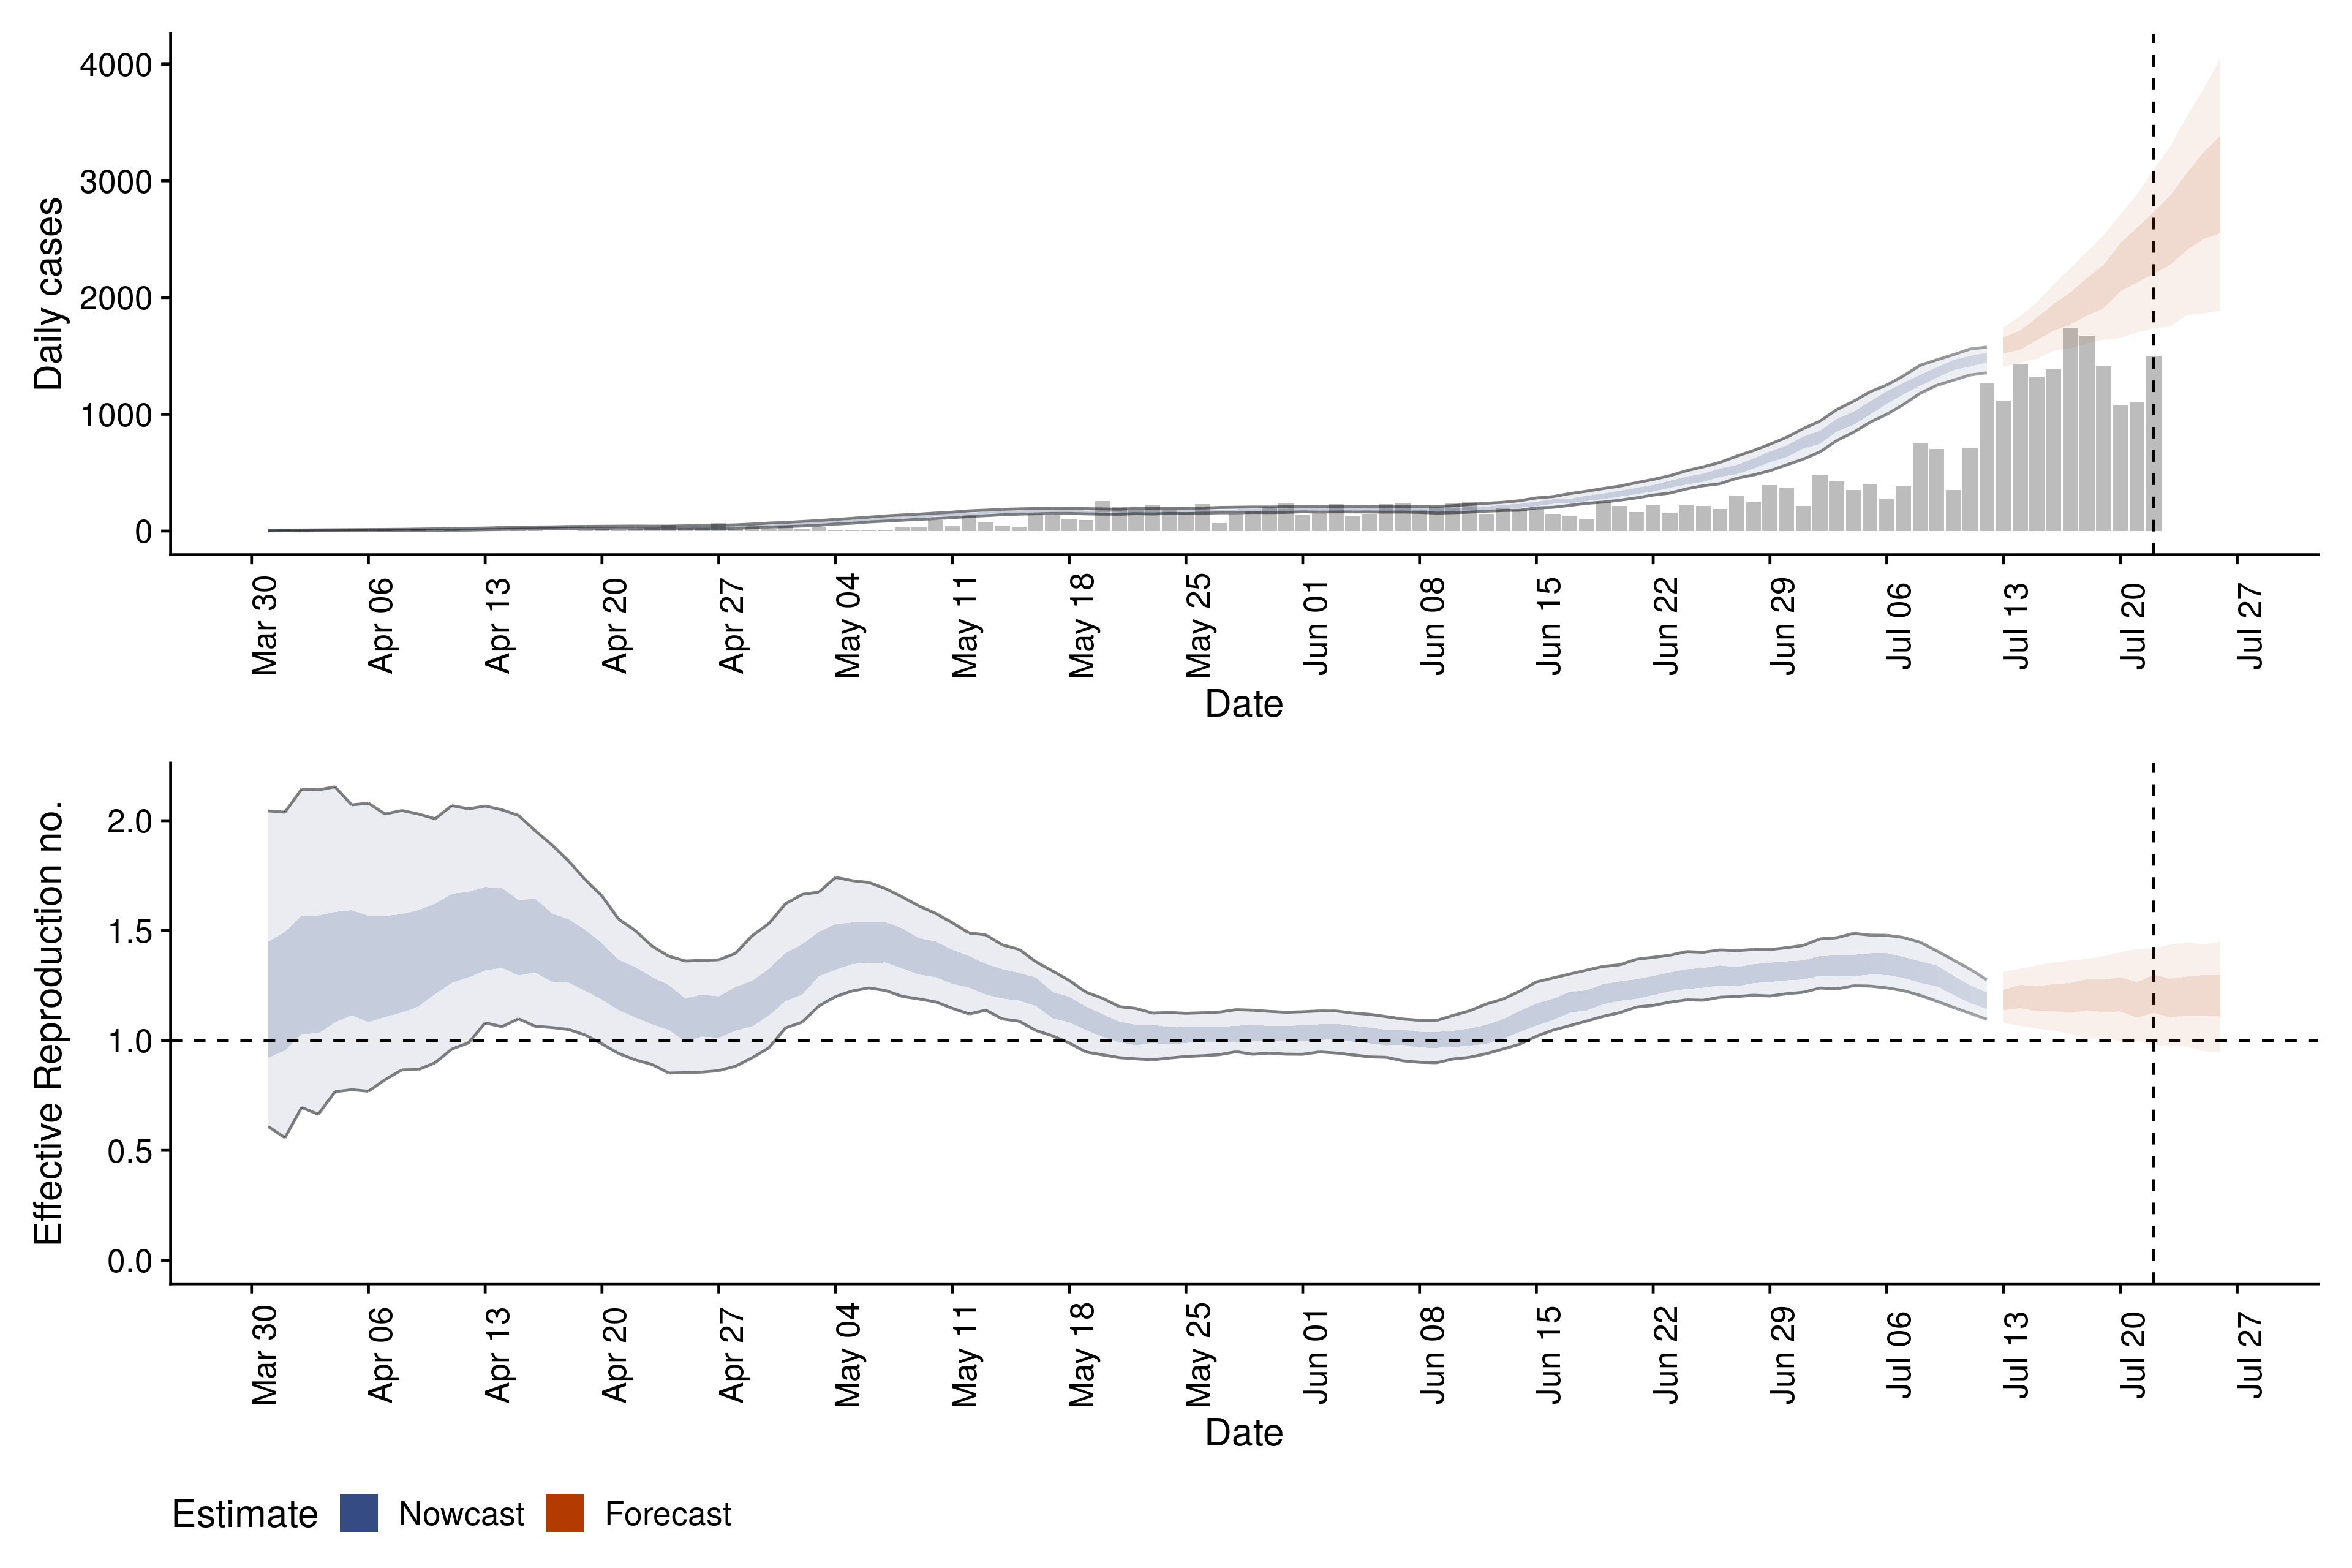 Daily cases
4000
3000
2000
1000
0
Mar 30
Apr 06
Apr 13
Apr 20
Apr 27
May 04
May 11
May 18
May 25
Jun 01
Jun 08
Jun 15
Jun 22
Jun 29
Jul 06
Jul 13
Jul 20
Jul 27
Date
Effective Reproduction no.
2.0
1.5
1.0
0.5
0.0
Mar 30
Apr 06
Apr 13
Apr 20
Apr 27
May 04
May 11
May 18
May 25
Jun 01
Jun 08
Jun 15
Jun 22
Jun 29
Jul 06
Jul 13
Jul 20
Jul 27
Date
Estimate Nowcast Forecast